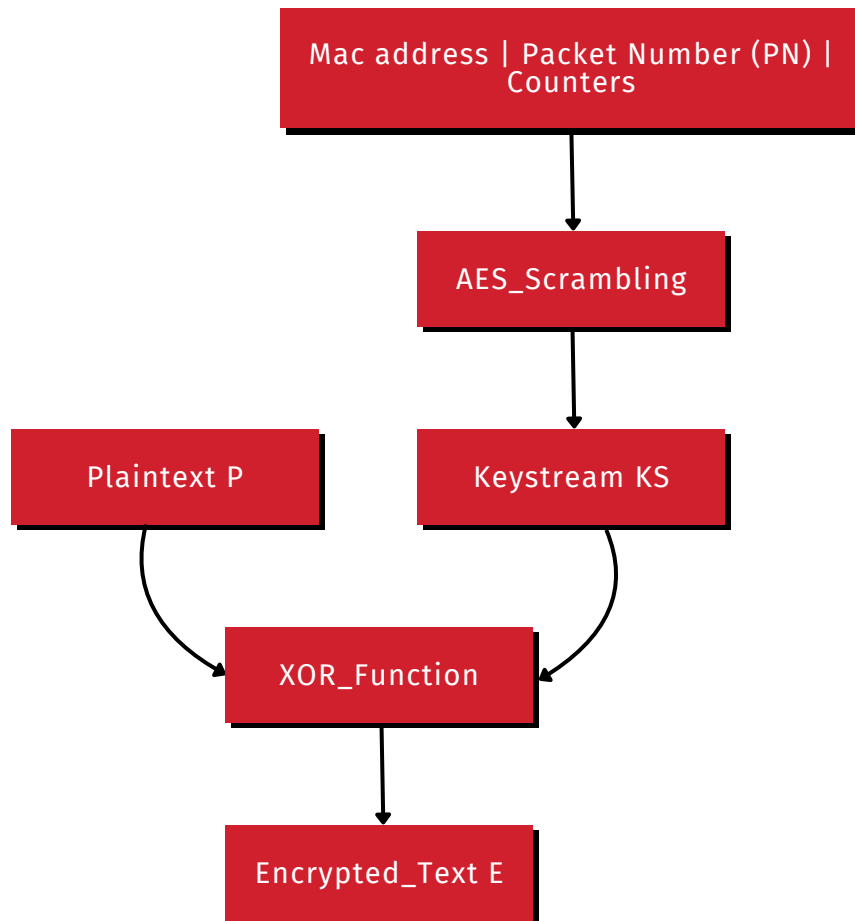 Mac address | Packet Number (PN) |
Counters
AES_Scrambling
Plaintext P
Keystream KS
XOR_Function
Encrypted_Text E